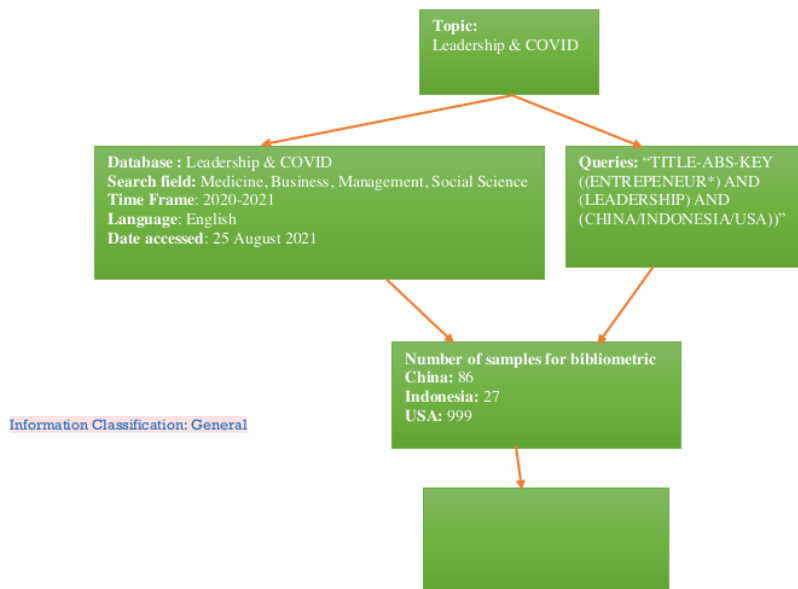 Topic:
Leadership & COVID
Database : Leadership & COVID
Search field: Medicine, Business, Management, Social Science
Time Frame: 2020-2021
Language: English
Date accessed: 25 August 2021
Queries: “TITLE-ABS-KEY
((ENTREPENEUR*) AND
(LEADERSHIP) AND
(CHINA/INDONESIA/USA))”
Number of samples for bibliometric
China: 86
Indonesia: 27
USA: 999
Information Classification: General